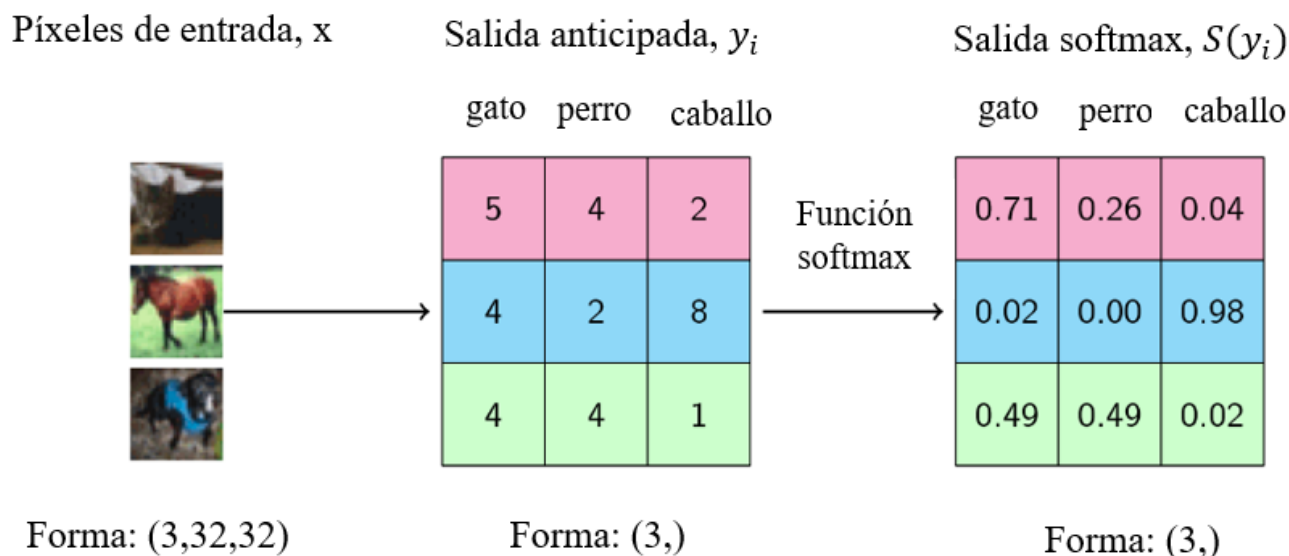 Píxeles de entrada, x
Salida anticipada, yᵢ
Salida softmax, S(yᵢ)
gato perro caballo
gato perro caballo
5 4 2
4 2 8
4 4 1
Función
softmax
0.71 0.26 0.04
0.02 0.00 0.98
0.49 0.49 0.02
Forma: (3,32,32)
Forma: (3,)
Forma: (3,)